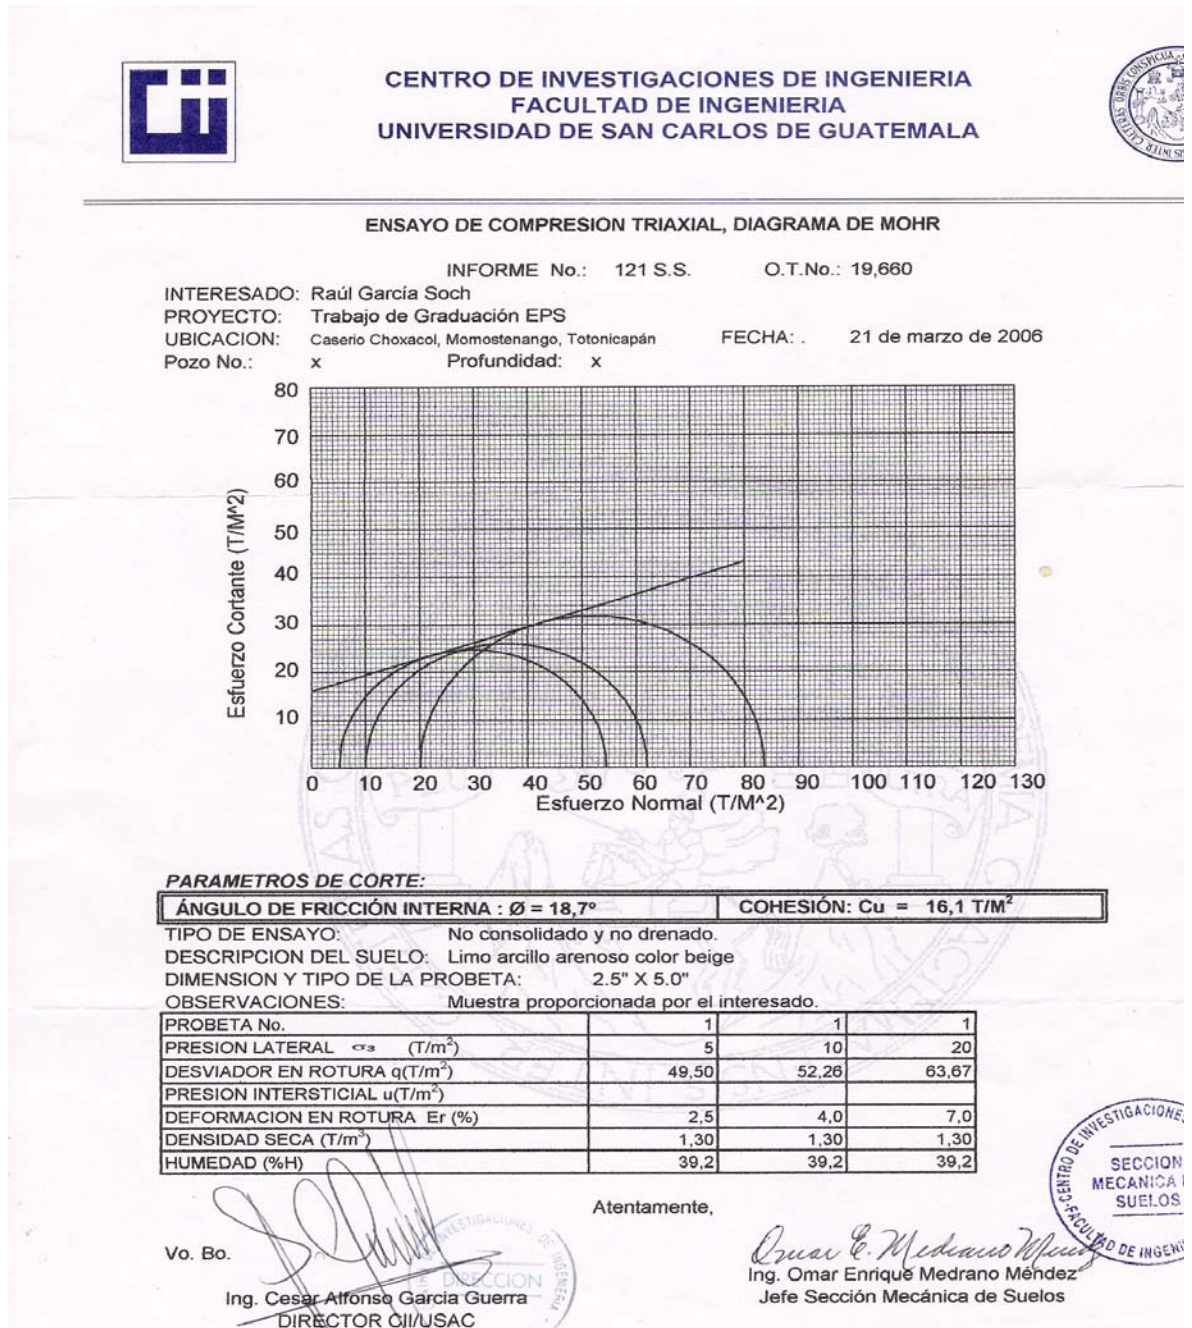 CENTRO DE INVESTIGACIONES DE INGENIERIA
FACULTAD DE INGENIERIA
UNIVERSIDAD DE SAN CARLOS DE GUATEMALA
ENSAYO DE COMPRESION TRIAXIAL, DIAGRAMA DE MOHR
INFORME No.: 121 S.S. O.T.No.: 19,660
INTERESADO: Raúl García Soch
PROYECTO: Trabajo de Graduación EPS
UBICACION: Caserio Choxacol, Momostenango, Totonicapán FECHA: . 21 de marzo de 2006
Pozo No.: x Profundidad: x
Esfuerzo Cortante (T/M^2)
80
70
60
50
40
30
20
10
0 10 20 30 40 50 60 70 80 90 100 110 120 130
Esfuerzo Normal (T/M^2)
PARAMETROS DE CORTE:
ÁNGULO DE FRICCIÓN INTERNA : Ø = 18,7º COHESIÓN: Cu = 16,1 T/M²
TIPO DE ENSAYO: No consolidado y no drenado.
DESCRIPCION DEL SUELO: Limo arcillo arenoso color beige
DIMENSION Y TIPO DE LA PROBETA: 2.5" X 5.0"
OBSERVACIONES: Muestra proporcionada por el interesado.
PROBETA No. 1 1 1
PRESION LATERAL σ₃ (T/m²) 5 10 20
DESVIADOR EN ROTURA q(T/m²) 49,50 52,26 63,67
PRESION INTERSTICIAL u(T/m²)
DEFORMACION EN ROTURA Er (%) 2,5 4,0 7,0
DENSIDAD SECA (T/m³) 1,30 1,30 1,30
HUMEDAD (%H) 39,2 39,2 39,2
SECCION
MECANICA
SUELOS
Atentamente,
Vo. Bo.
DIRECCION
Omar E. Medrano
Ing. Cesar Alfonso Garcia Guerra
DIRECTOR CII/USAC
Ing. Omar Enrique Medrano Méndez
Jefe Sección Mecánica de Suelos